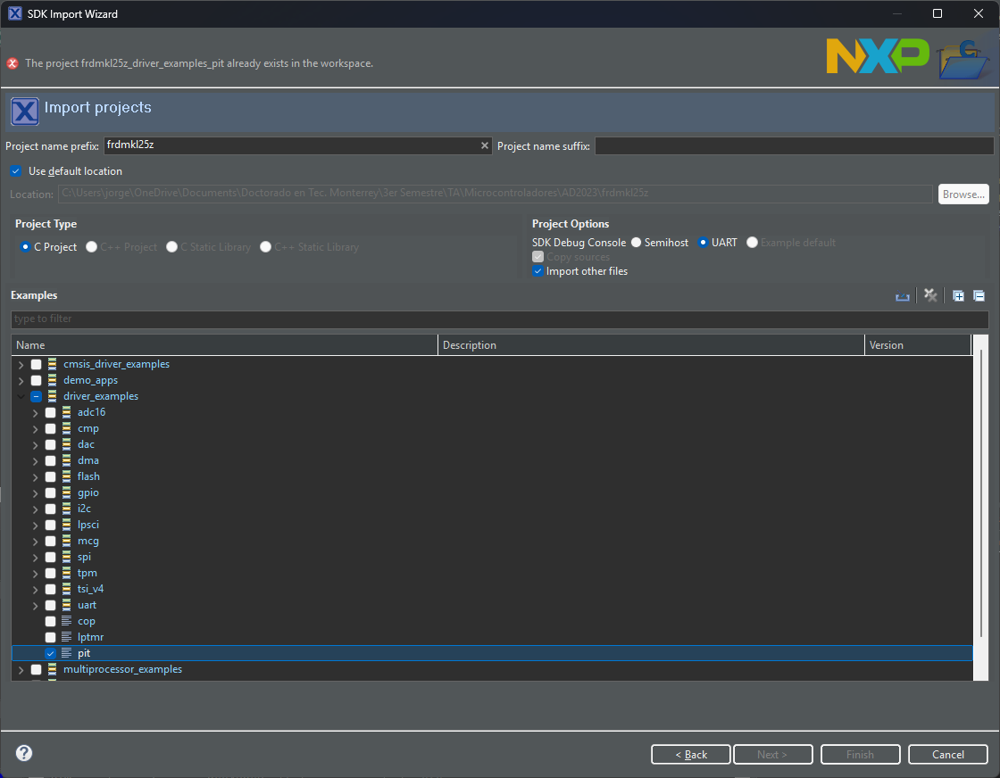 SDK Import Wizard
The project frdmkl25z_driver_examples_pit already exists in the workspace.
NXP
Import projects
Project name prefix: frdmkl25z Project name suffix:
Use default location
Location: C:\Users\jorge\OneDrive\Documents\Doctorado en Tec. Monterrey\3er Semestre\TA\Microcontroladores\AD2023\frdmkl25z Browse...
Project Type
C Project C++ Project C Static Library C++ Static Library
Project Options
SDK Debug Console Semihost UART Example default
Copy sources
Import other files
Examples
type to filter
Name Description Version
cmsis_driver_examples
demo_apps
driver_examples
adc16
cmp
dac
dma
flash
gpio
i2c
lpsci
mcg
spi
tpm
tsi_v4
uart
cop
lptmr
pit
multiprocessor_examples
? < Back Next > Finish Cancel